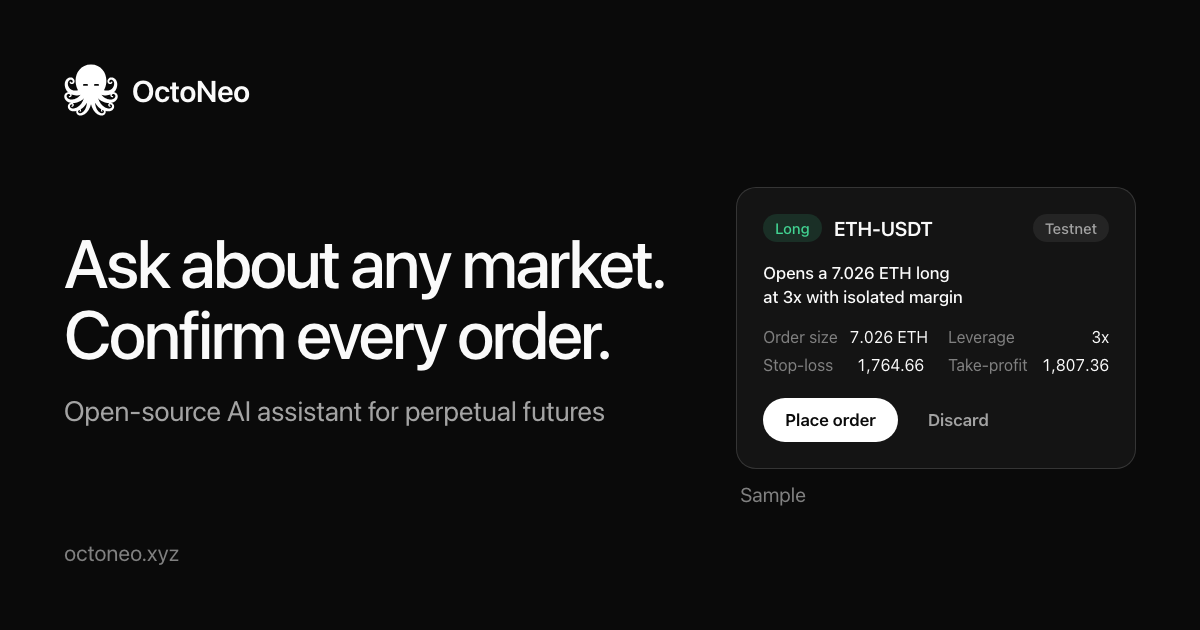 OctoNeo
Ask about any market.
Confirm every order.
Open-source AI assistant for perpetual futures
octoneo.xyz
Long ETH-USDT Testnet
Opens a 7.026 ETH long
at 3x with isolated margin
Order size 7.026 ETH Leverage 3x
Stop-loss 1,764.66 Take-profit 1,807.36
Place order Discard
Sample